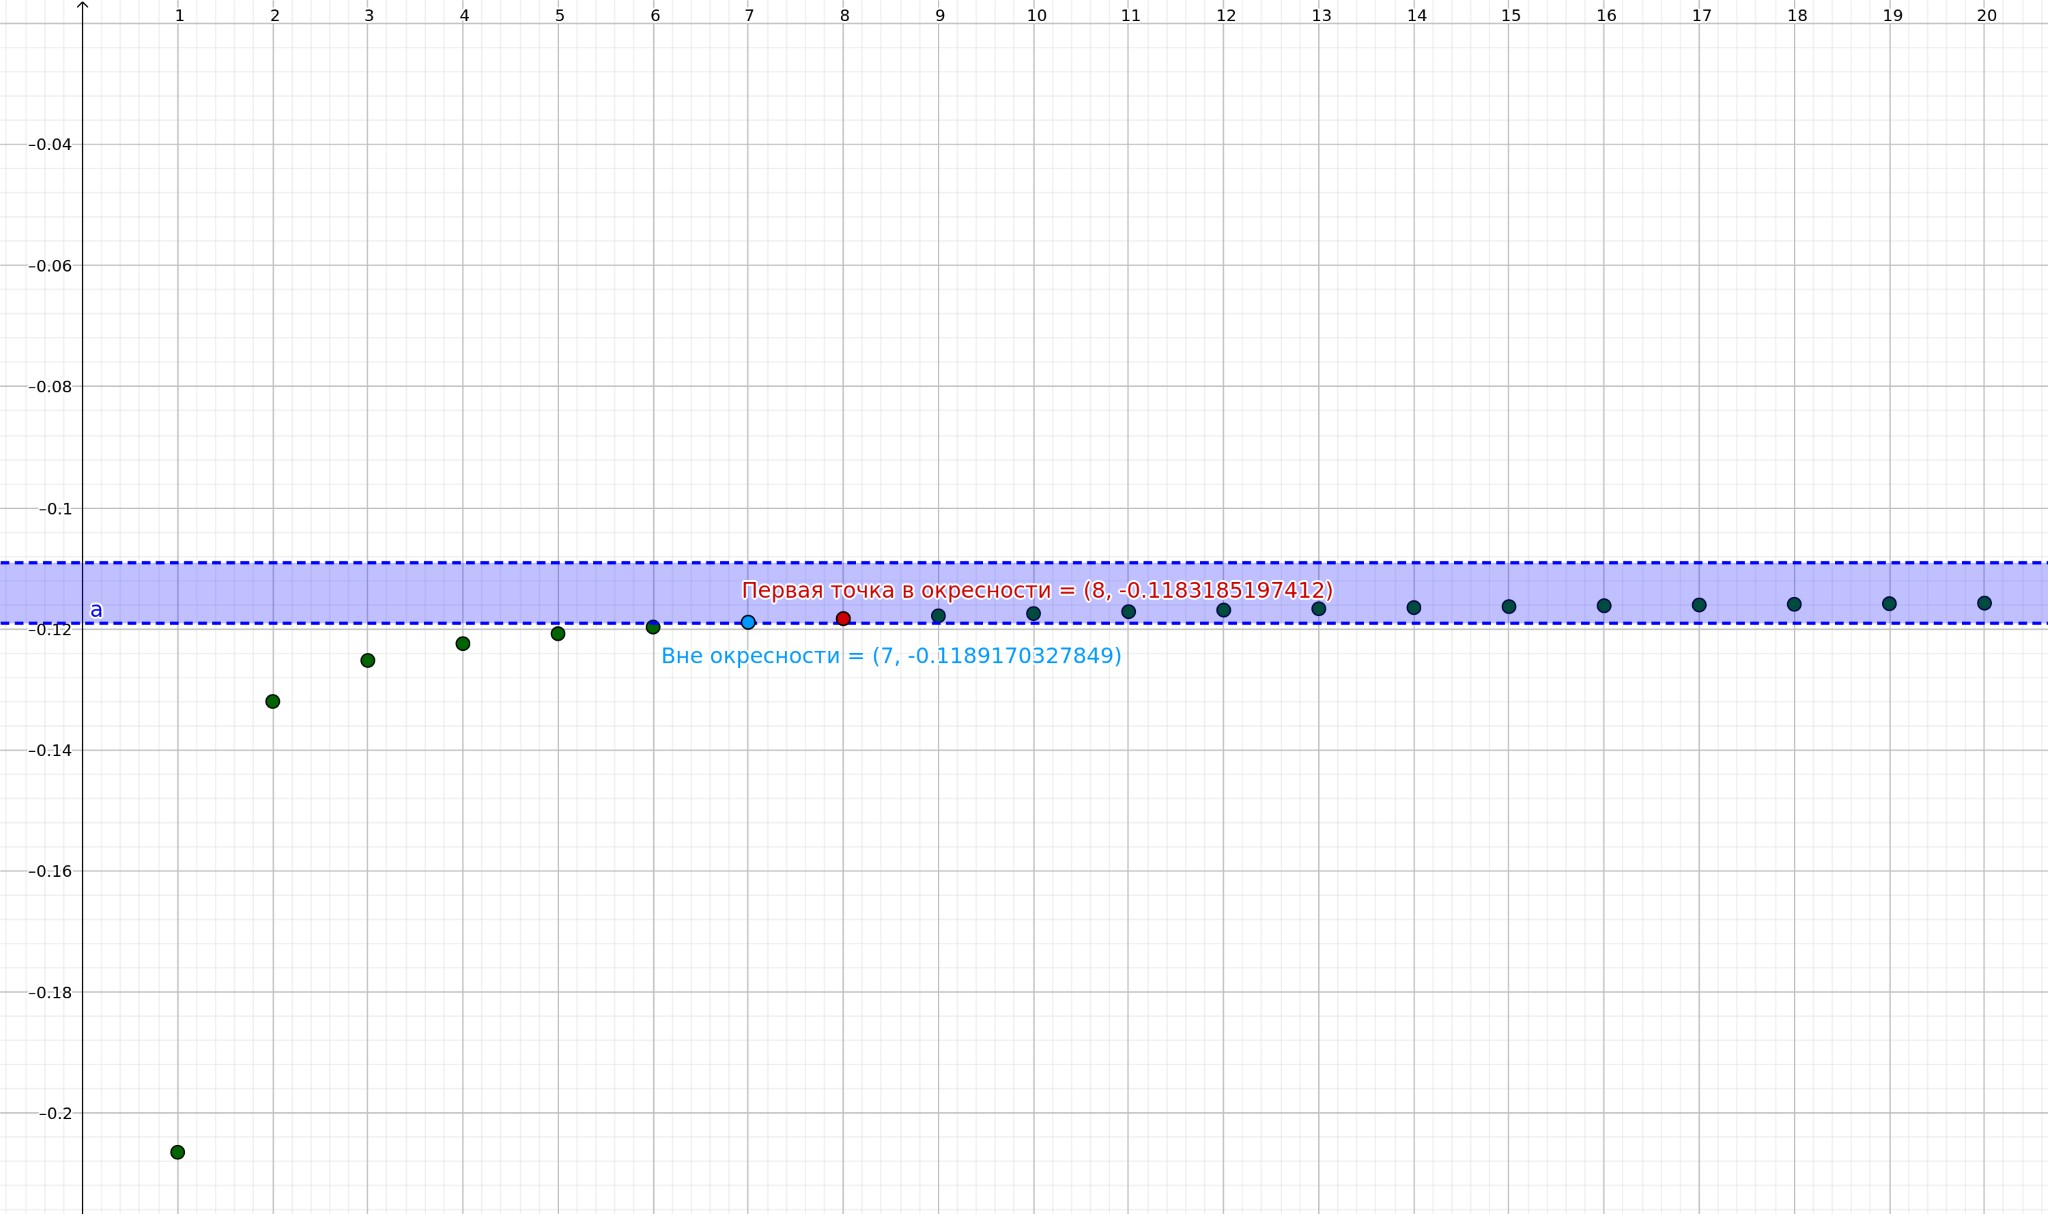 1 2 3 4 5 6 7 8 9 10 11 12 13 14 15 16 17 18 19 20
–0.04
–0.06
–0.08
–0.1
Первая точка в окресности = (8, -0.1183185197412)
a
–0.12
Вне окресности = (7, -0.1189170327849)
–0.14
–0.16
–0.18
–0.2